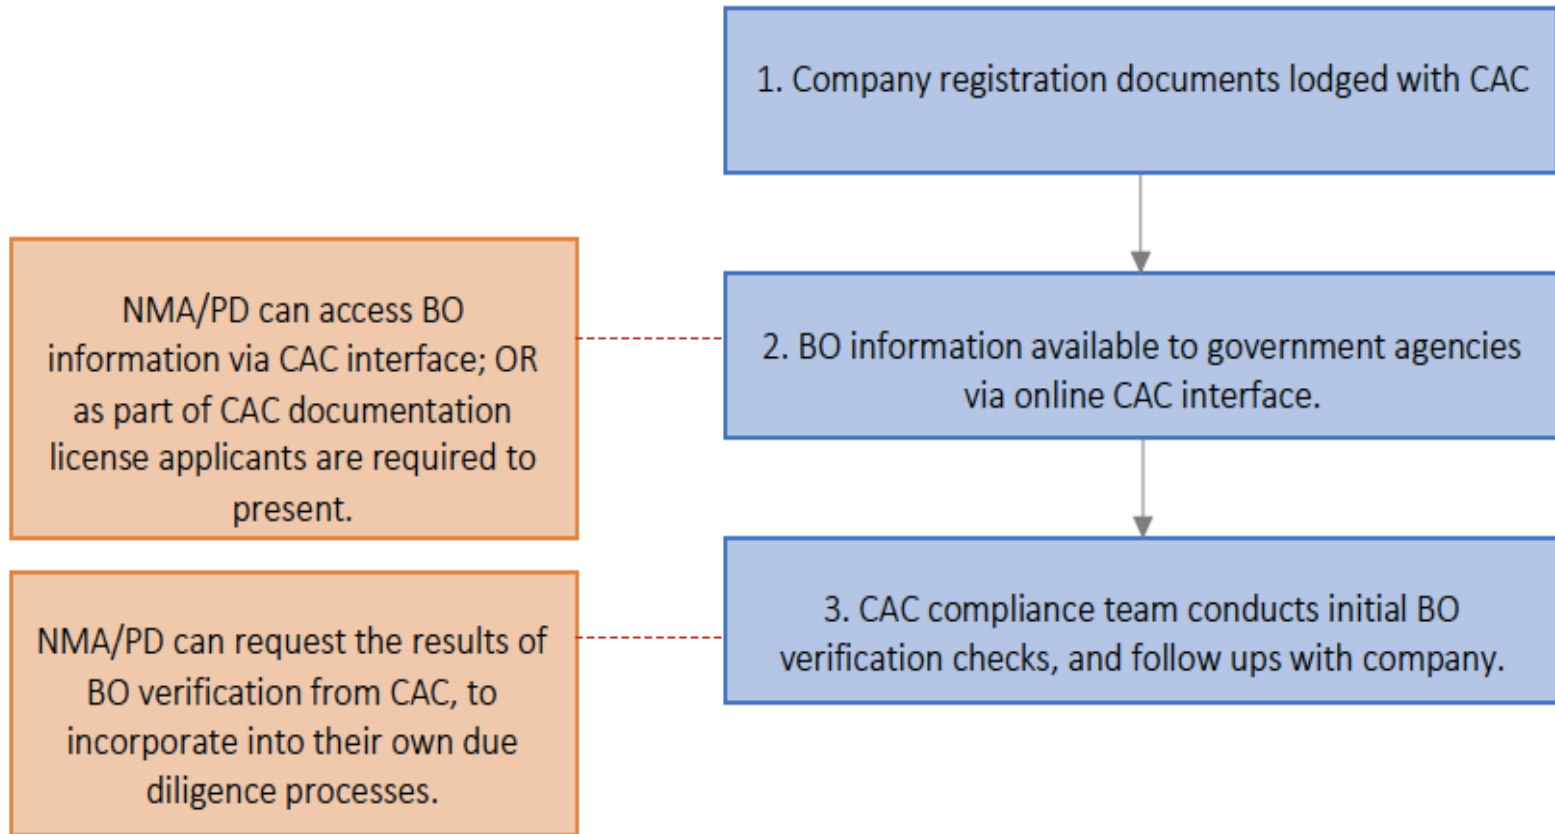 1. Company registration documents lodged with CAC
NMA/PD can access BO
information via CAC interface; OR
as part of CAC documentation
license applicants are required to
present.
2. BO information available to government agencies
via online CAC interface.
NMA/PD can request the results of
BO verification from CAC, to
incorporate into their own due
diligence processes.
3. CAC compliance team conducts initial BO
verification checks, and follow ups with company.